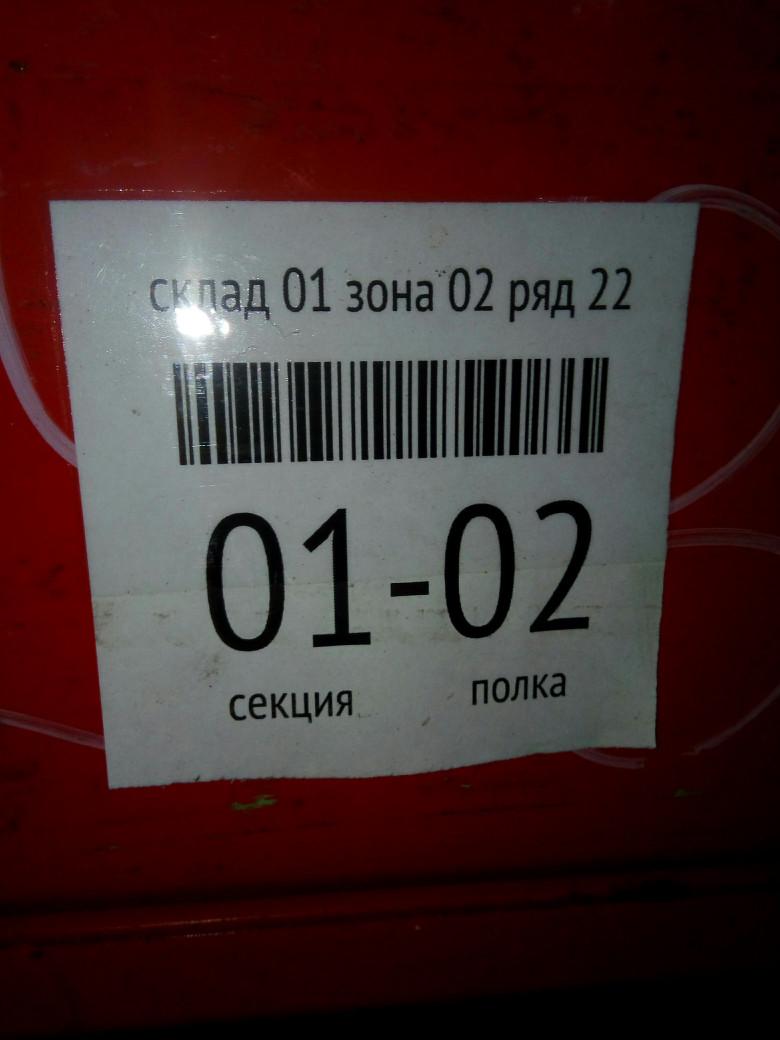 склад 01 зона 02 ряд 22
01-02
секция полка